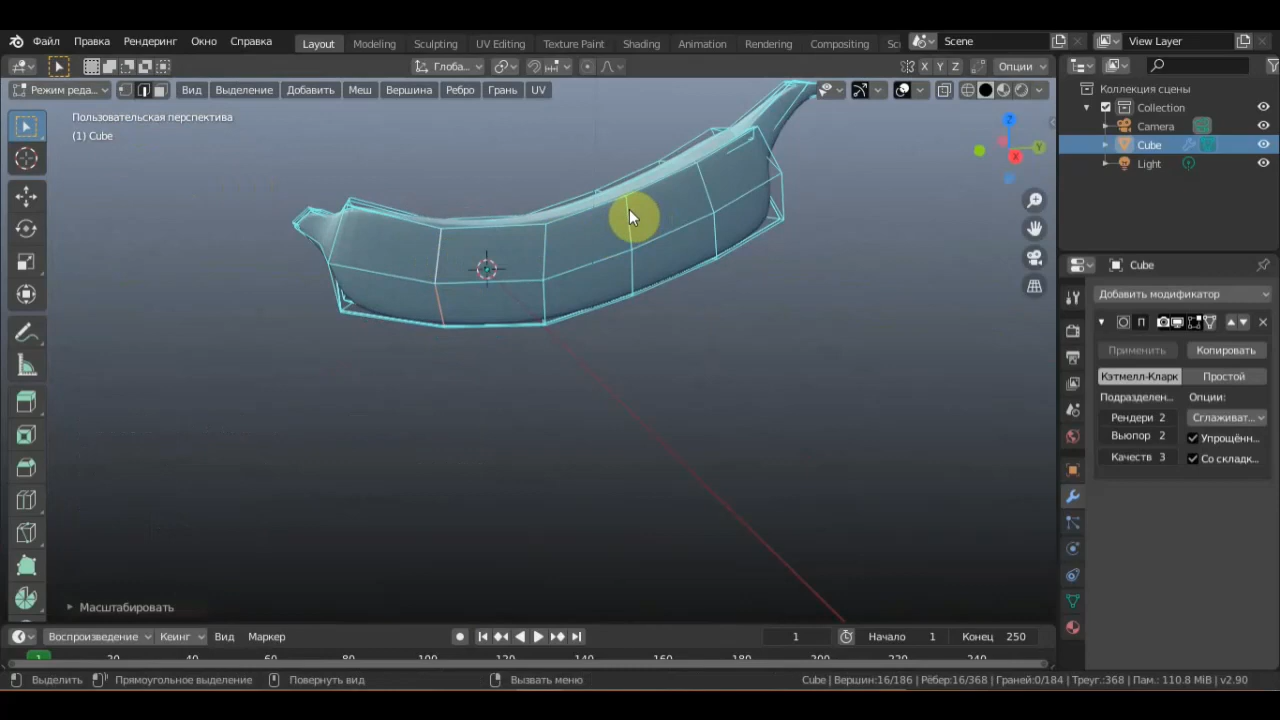 Файл Правка Рендеринг Окно Справка Layout Modeling Sculpting UV Editing Texture Paint Shading Animation Rendering Compositing Sc Scene View Layer
Глоба... X Y Z Опции
Режим реда... Вид Выделение Добавить Меш Вершина Ребро Грань UV
Пользовательская перспектива
(1) Cube
Z
Y
X
Коллекция сцены
Collection
Camera
Cube
Light
Cube
Добавить модификатор
П
Применить Копировать
Кэтмелл-Кларк Простой
Подразделен... Опции:
Рендери 2 Сглаживат...
Вьюпор 2 Упрощённ...
Качеств 3 Со складк...
Масштабировать
Воспроизведение Кеинг Вид Маркер 1 Начало 1 Конец 250
1 20 40 60 80 100 120 140 160 180 200 220 240
Выделить Прямоугольное выделение Повернуть вид Вызвать меню Cube | Вершин:16/186 | Рёбер:16/368 | Граней:0/184 | Треуг.:368 | Пам.: 110.8 MiB | v2.90